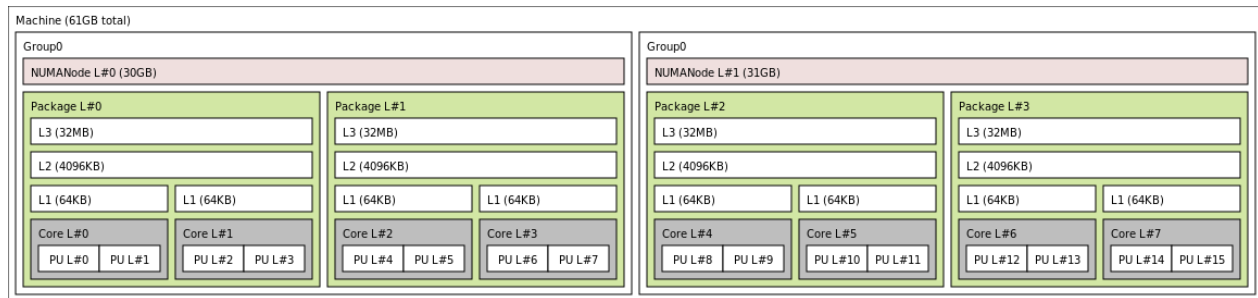 Machine (61GB total)
Group0
NUMANode L#0 (30GB)
Package L#0
L3 (32MB)
L2 (4096KB)
L1 (64KB)
L1 (64KB)
Core L#0
PU L#0
PU L#1
Core L#1
PU L#2
PU L#3
Package L#1
L3 (32MB)
L2 (4096KB)
L1 (64KB)
L1 (64KB)
Core L#2
PU L#4
PU L#5
Core L#3
PU L#6
PU L#7
Group0
NUMANode L#1 (31GB)
Package L#2
L3 (32MB)
L2 (4096KB)
L1 (64KB)
L1 (64KB)
Core L#4
PU L#8
PU L#9
Core L#5
PU L#10
PU L#11
Package L#3
L3 (32MB)
L2 (4096KB)
L1 (64KB)
L1 (64KB)
Core L#6
PU L#12
PU L#13
Core L#7
PU L#14
PU L#15